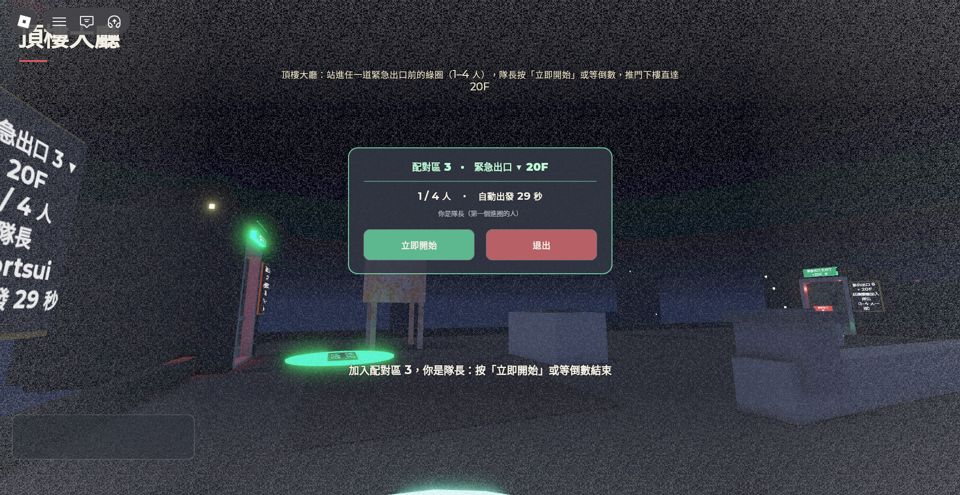 頂樓大廳
頂樓大廳：站進任一道緊急出口前的綠圈（1–4 人），隊長按「立即開始」或等倒數，推門下樓直達
20F
急出口 3 ▼
20F
/ 4 人
隊長
ortsui
發 29 秒
配對區 3 • 緊急出口 ▼ 20F
1 / 4 人 • 自動出發 29 秒
你是隊長（第一個進圈的人）
立即開始
退出
加入配對區 3，你是隊長：按「立即開始」或等倒數結束